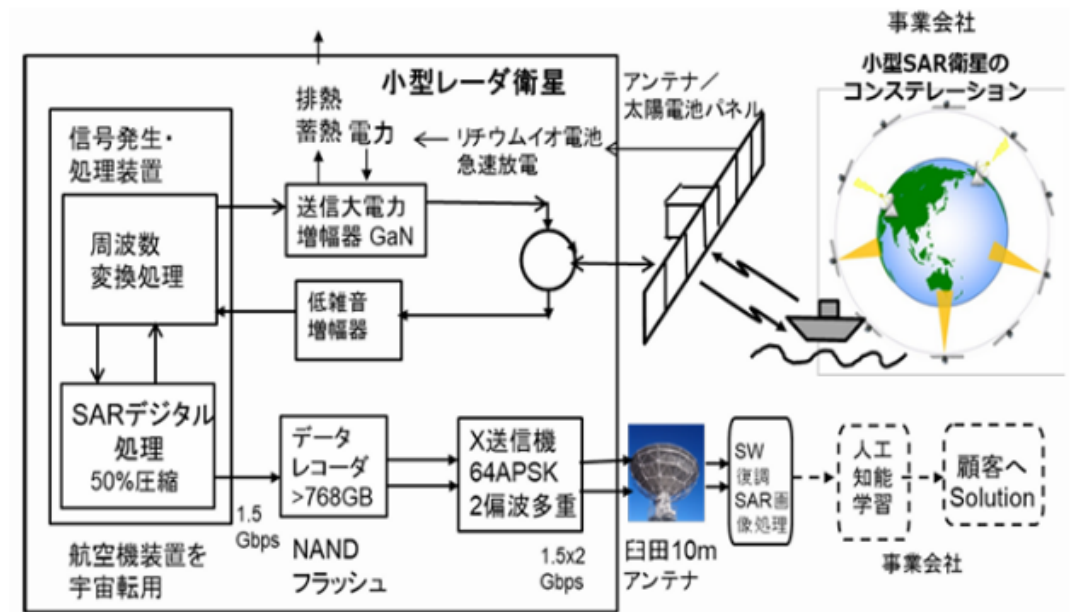 事業会社
小型SAR衛星の
コンステレーション
小型レーダ衛星
アンテナ／
太陽電池パネル
排熱
蓄熱
電力
リチウムイオ電池
急速放電
信号発生・
処理装置
周波数
変換処理
送信大電力
増幅器 GaN
低雑音
増幅器
SARデジタル
処理
50%圧縮
1.5
Gbps
データ
レコーダ
>768GB
X送信機
64APSK
2偏波多重
SW
復調
SAR画
像処理
人工
知能
学習
顧客へ
Solution
航空機装置を
宇宙転用
NAND
フラッシュ
1.5x2
Gbps
臼田10m
アンテナ
事業会社